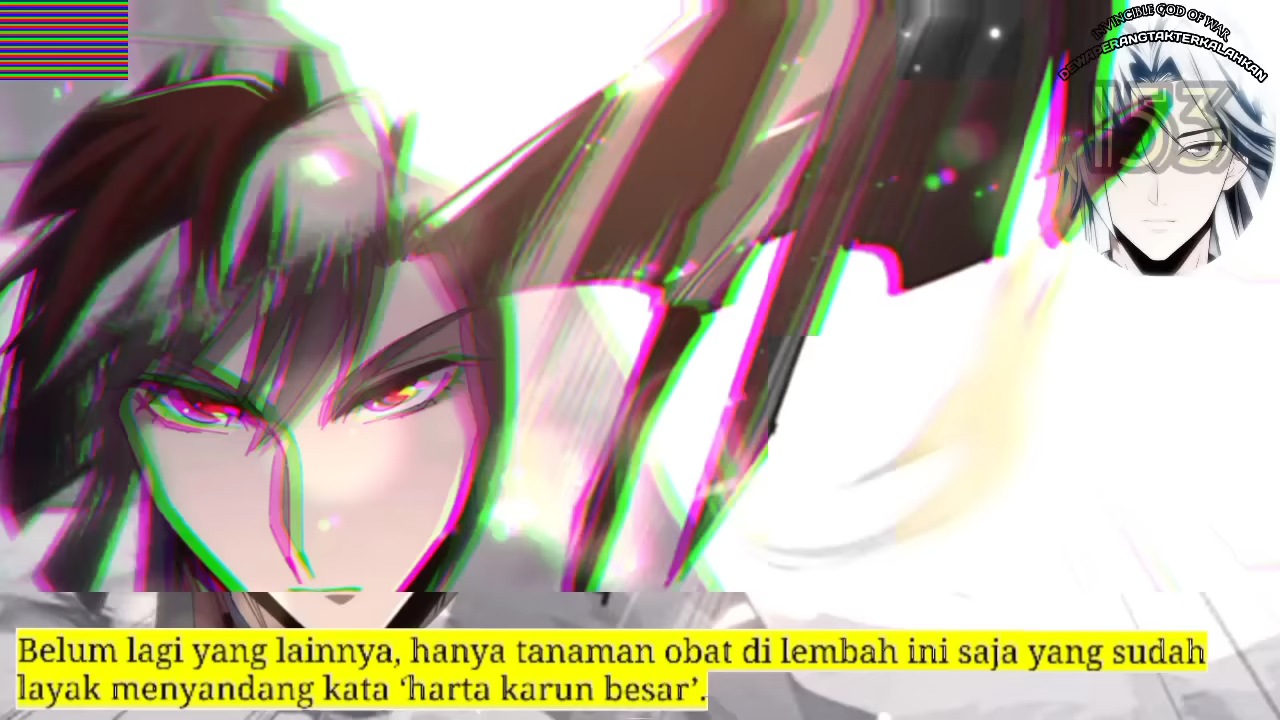 INVINCIBLE GOD OF WAR
DEWAPERANGTAKTERKALAHKAN
153
Belum lagi yang lainnya, hanya tanaman obat di lembah ini saja yang sudah
layak menyandang kata ‘harta karun besar’.